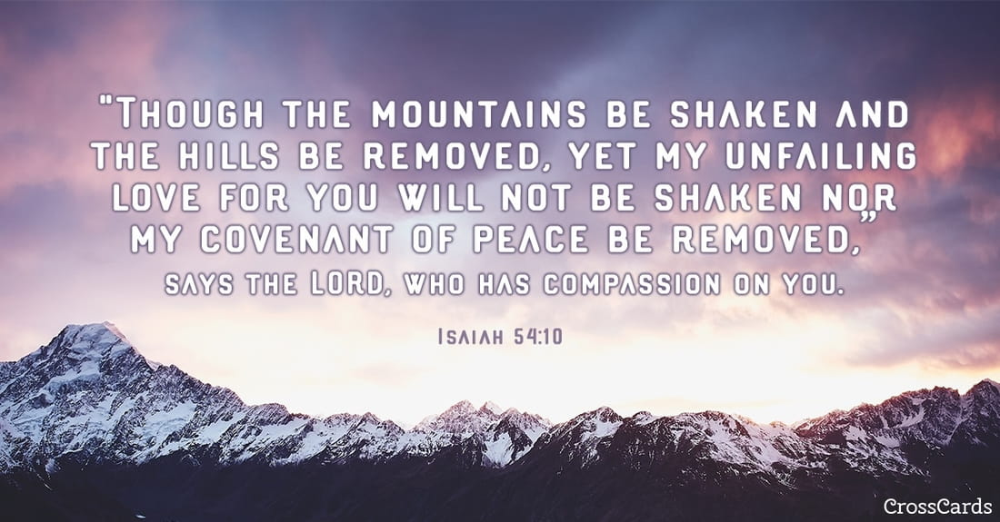 "Though the mountains be shaken and
the hills be removed, yet my unfailing
love for you will not be shaken nor
my covenant of peace be removed,”
says the LORD, who has compassion on you.
Isaiah 54:10
CrossCards